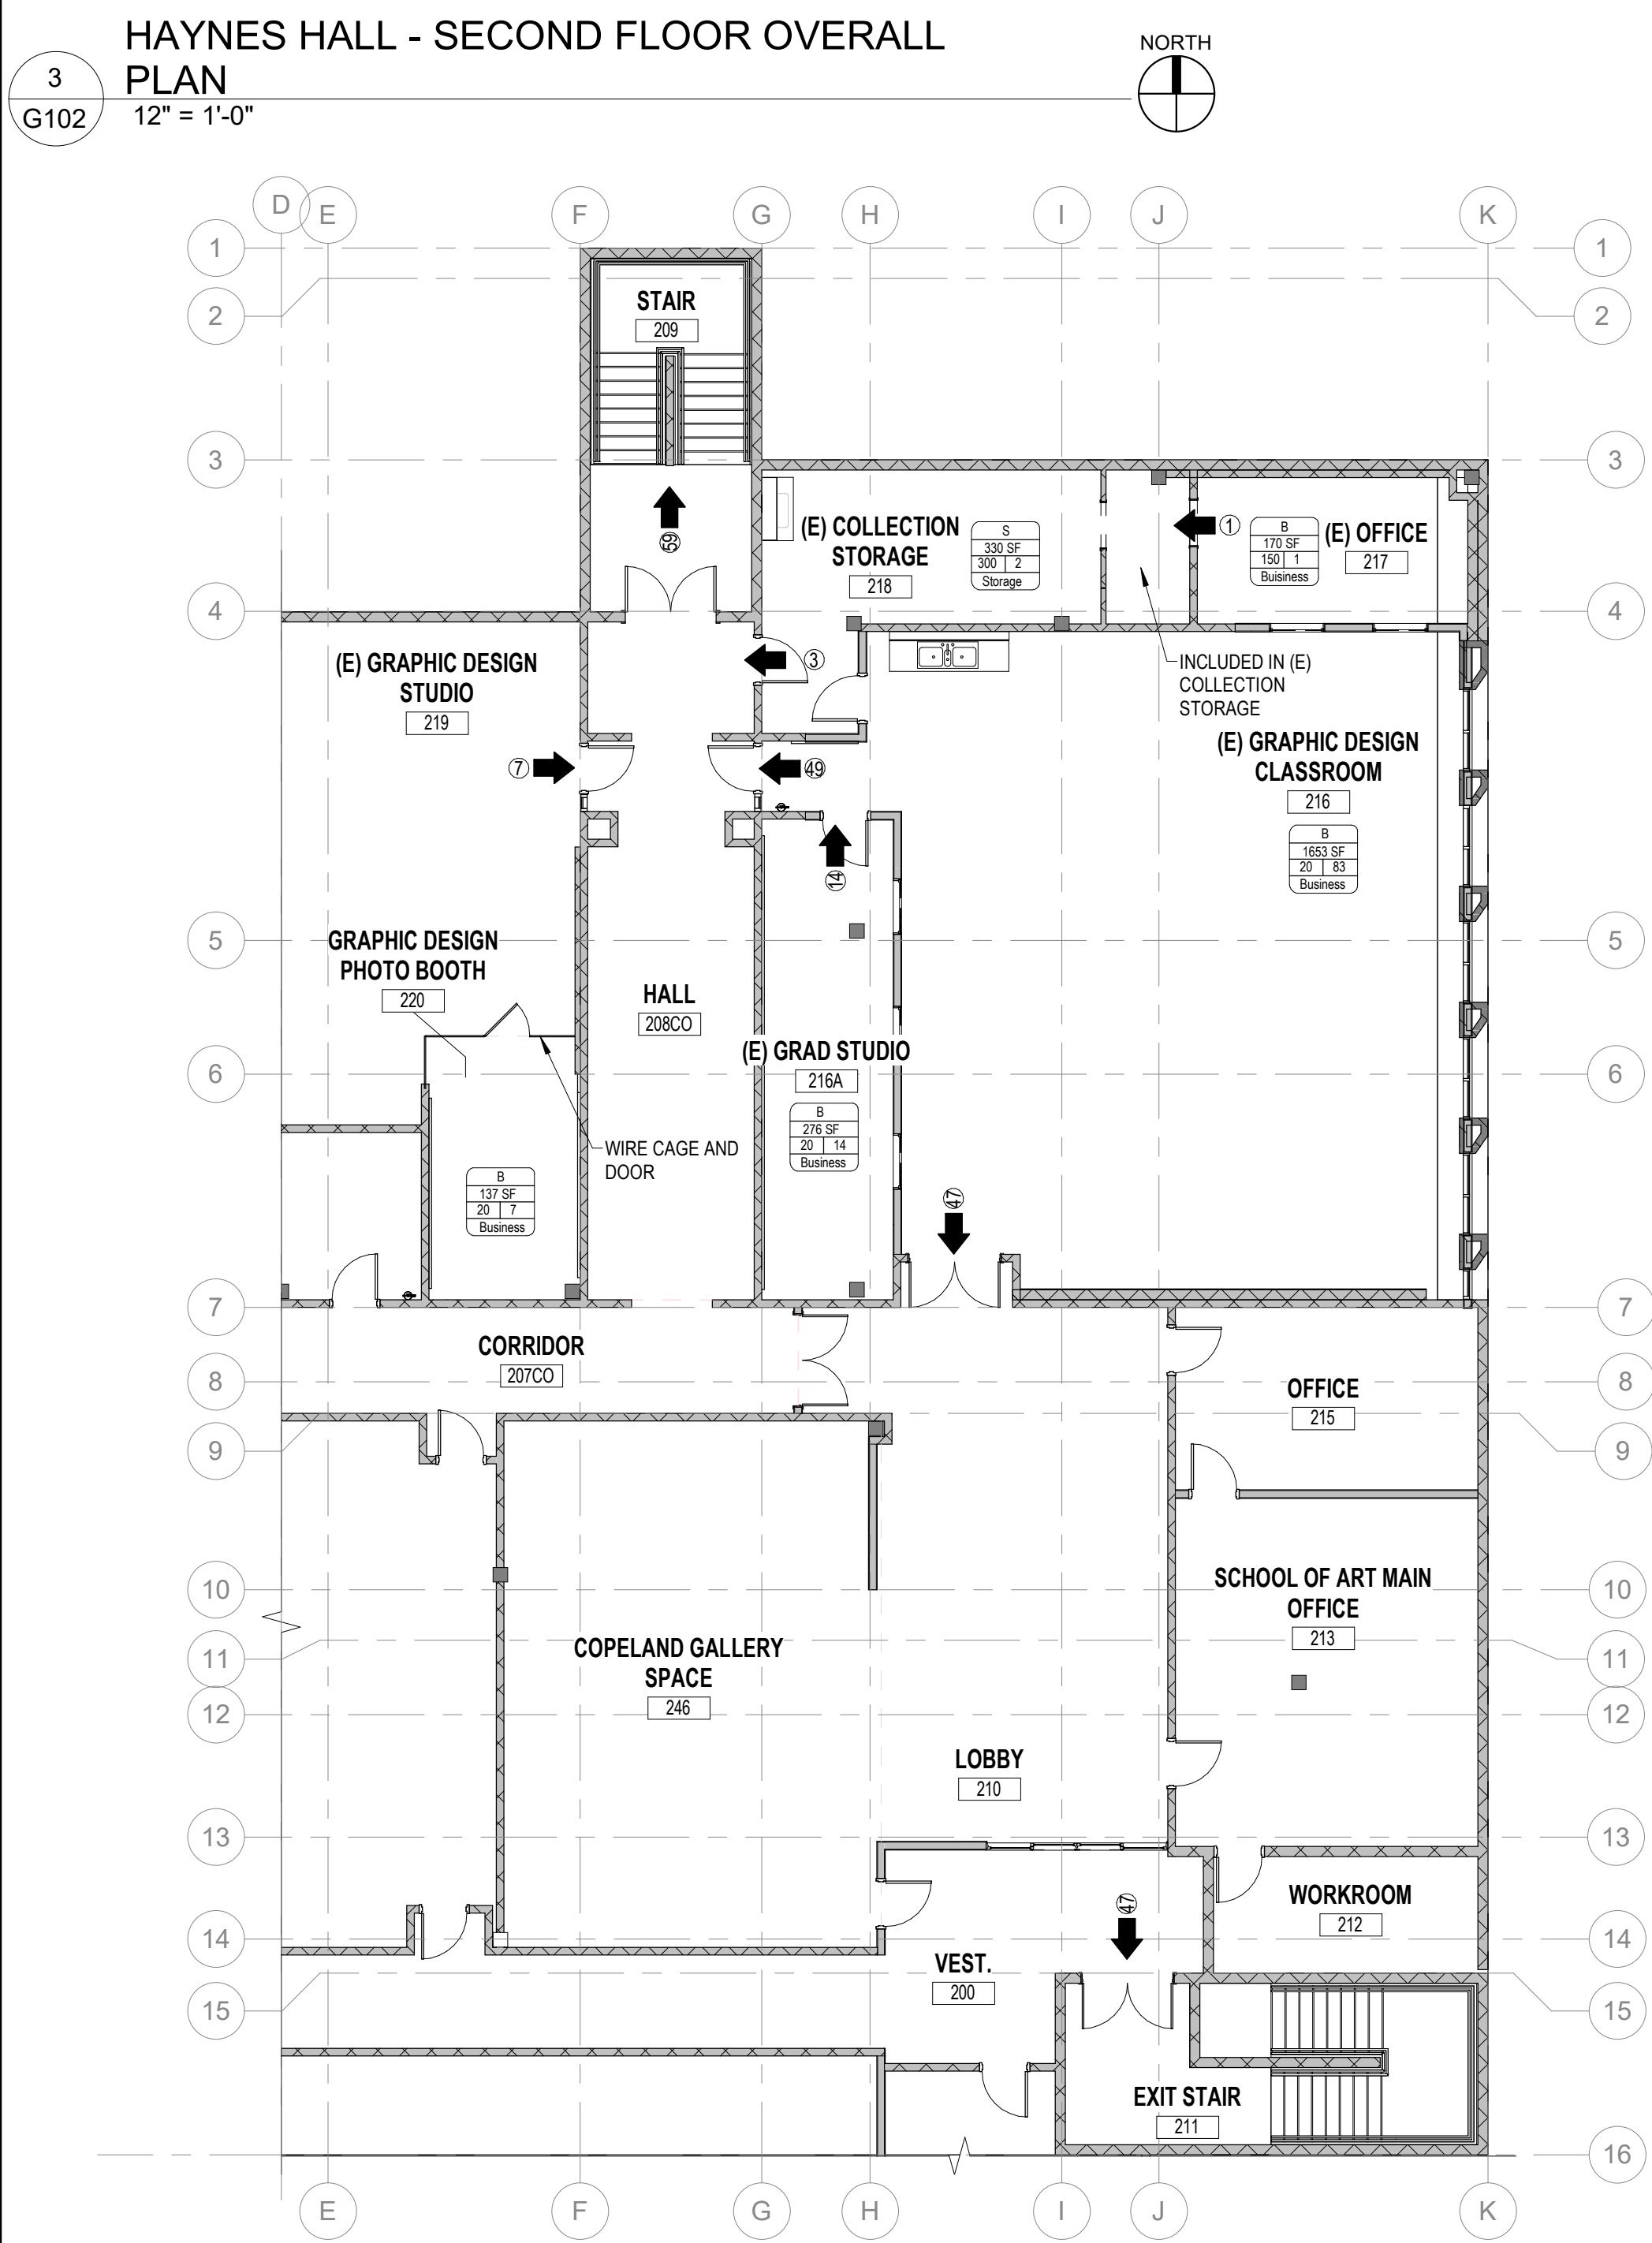 HAYNES HALL - SECOND FLOOR OVERALL
PLAN
3
G102
12" = 1'-0"
NORTH
D
E
F
G
H
I
J
K
1
1
2
2
STAIR
209
3
3
59
(E) COLLECTION
STORAGE
218
S
330 SF
300 2
Storage
1
B
170 SF
150 1
Buisiness
(E) OFFICE
217
4
4
(E) GRAPHIC DESIGN
STUDIO
219
3
INCLUDED IN (E)
COLLECTION
STORAGE
7
49
(E) GRAPHIC DESIGN
CLASSROOM
216
B
1653 SF
20 83
Business
14
5
5
GRAPHIC DESIGN
PHOTO BOOTH
220
HALL
208CO
(E) GRAD STUDIO
216A
6
6
B
276 SF
20 14
Business
WIRE CAGE AND
DOOR
B
137 SF
20 7
Business
47
7
7
CORRIDOR
207CO
8
8
OFFICE
215
9
9
10
10
SCHOOL OF ART MAIN
OFFICE
213
COPELAND GALLERY
SPACE
246
11
11
12
12
LOBBY
210
13
13
WORKROOM
212
47
14
14
VEST.
200
15
15
EXIT STAIR
211
16
E
F
G
H
I
J
K